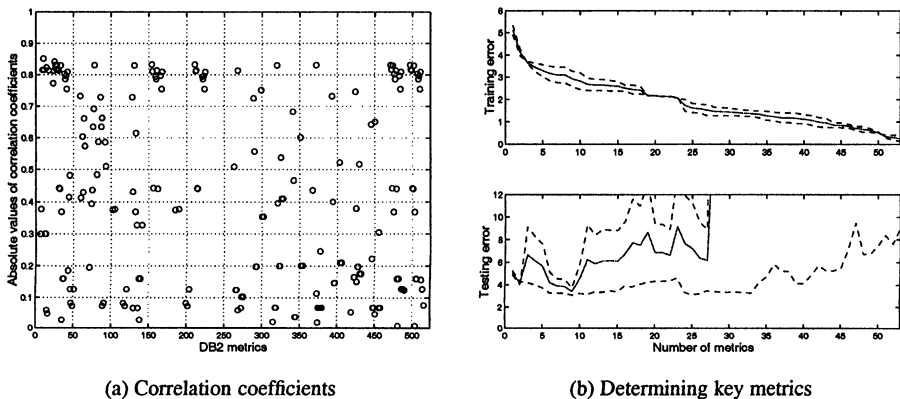 Absolute values of correlation coefficients
1
0.9
0.8
0.7
0.6
0.5
0.4
0.3
0.2
0.1
0
0 50 100 150 200 250 300 350 400 450 500
DB2 metrics
(a) Correlation coefficients
Training error
6
4
2
0
0 5 10 15 20 25 30 35 40 45 50
Testing error
12
10
8
6
4
2
0
0 5 10 15 20 25 30 35 40 45 50
Number of metrics
(b) Determining key metrics